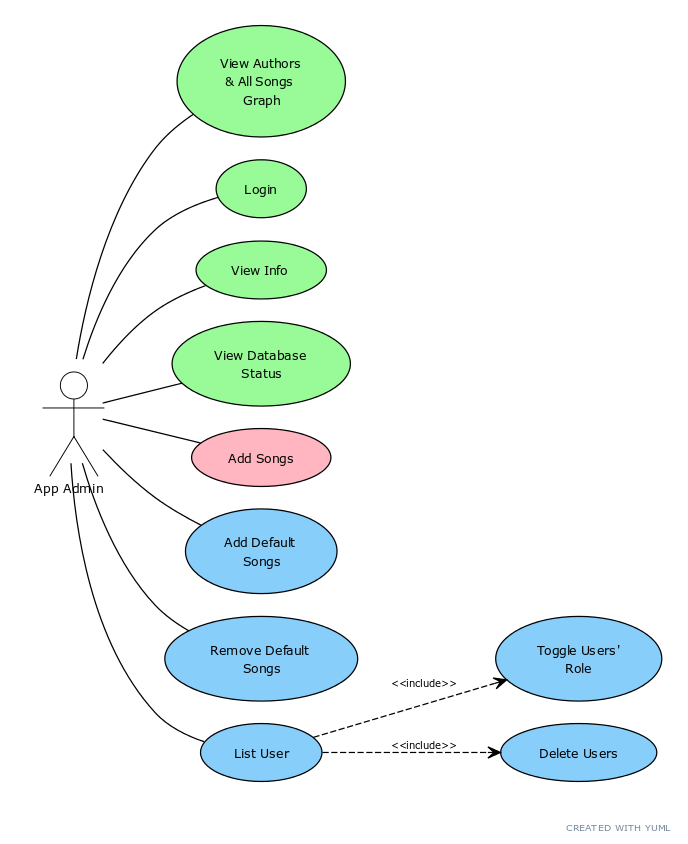 View Authors
& All Songs
Graph
Login
View Info
View Database
Status
Add Songs
App Admin
Add Default
Songs
Remove Default
Songs
Toggle Users'
Role
<<include>>
List User
<<include>>
Delete Users
CREATED WITH YUML